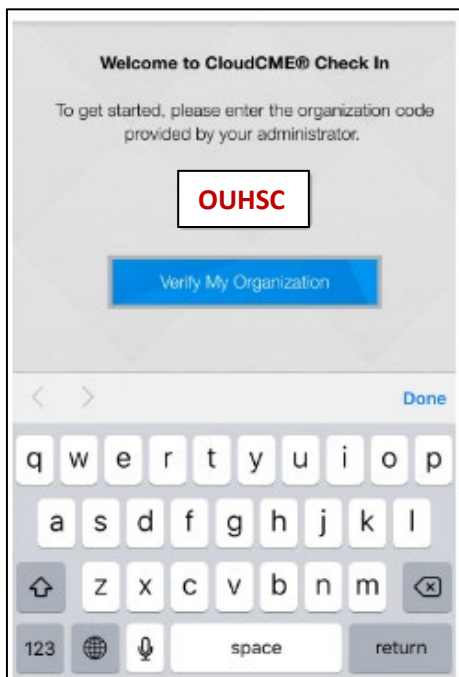 Welcome to CloudCME® Check In
To get started, please enter the organization code
provided by your administrator.
OUHSC
Verify My Organization
Done
q w e r t y u i o p
a s d f g h j k l
z x c v b n m
123 space return